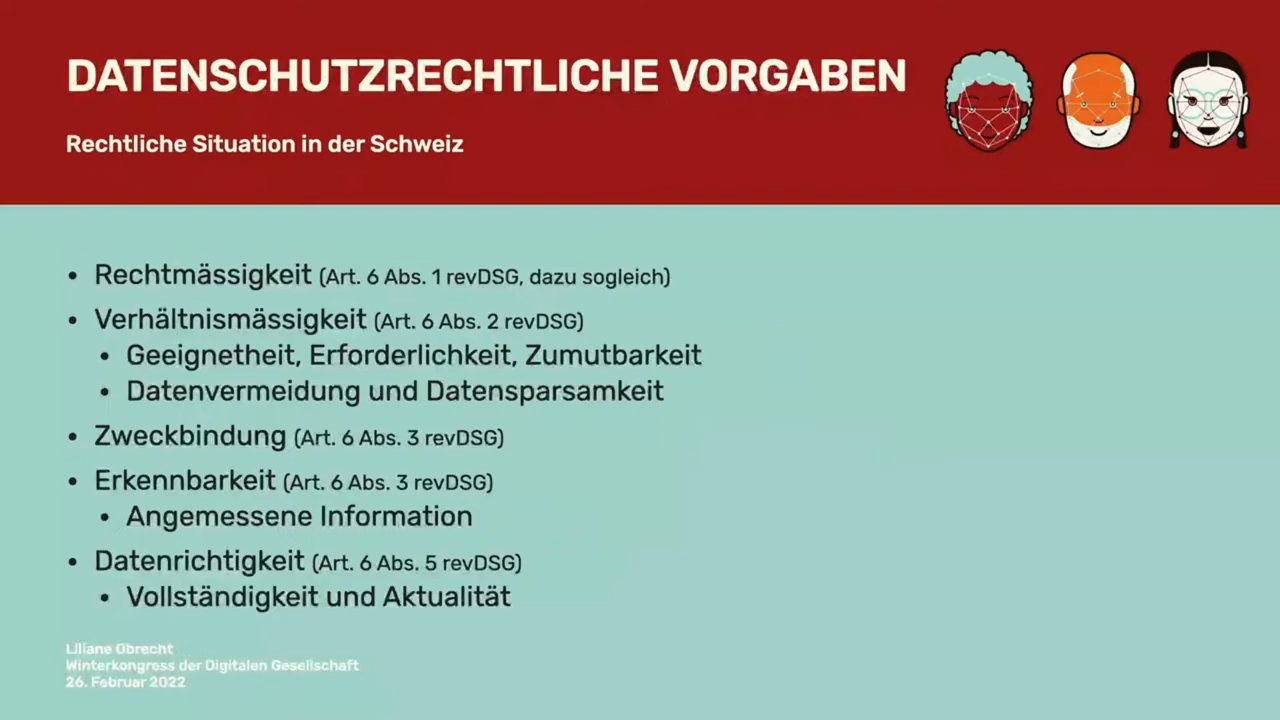 DATENSCHUTZRECHTLICHE VORGABEN
Rechtliche Situation in der Schweiz
• Rechtmässigkeit (Art. 6 Abs. 1 revDSG, dazu sogleich)
• Verhältnismässigkeit (Art. 6 Abs. 2 revDSG)
• Geeignetheit, Erforderlichkeit, Zumutbarkeit
• Datenvermeidung und Datensparsamkeit
• Zweckbindung (Art. 6 Abs. 3 revDSG)
• Erkennbarkeit (Art. 6 Abs. 3 revDSG)
• Angemessene Information
• Datenrichtigkeit (Art. 6 Abs. 5 revDSG)
• Vollständigkeit und Aktualität
Liliane Obrecht
Winterkongress der Digitalen Gesellschaft
26. Februar 2022